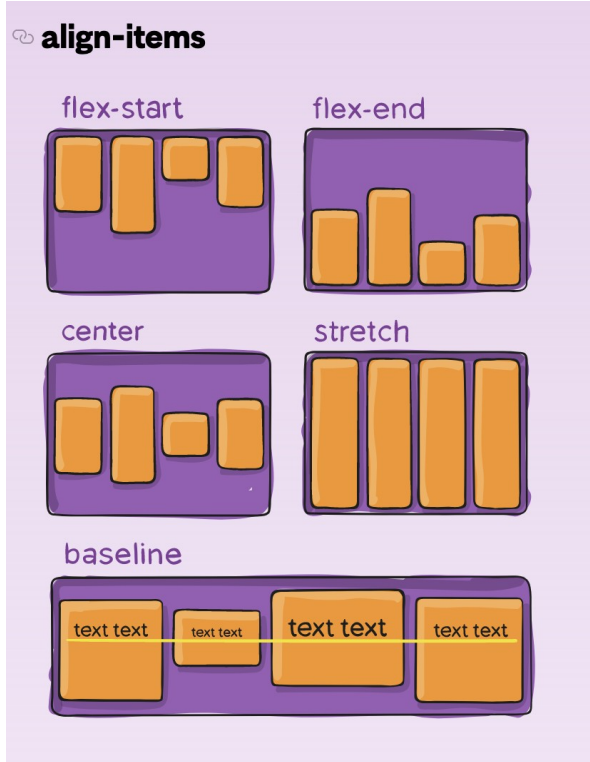 align-items
flex-start
flex-end
center
stretch
baseline
text text
text text
text text
text text